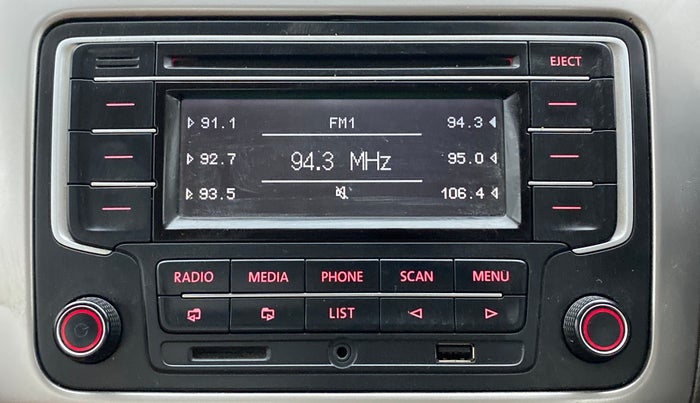 EJECT
91.1 FM1 94.3
92.7 94.3 MHz 95.0
93.5 106.4
RADIO MEDIA PHONE SCAN MENU
LIST